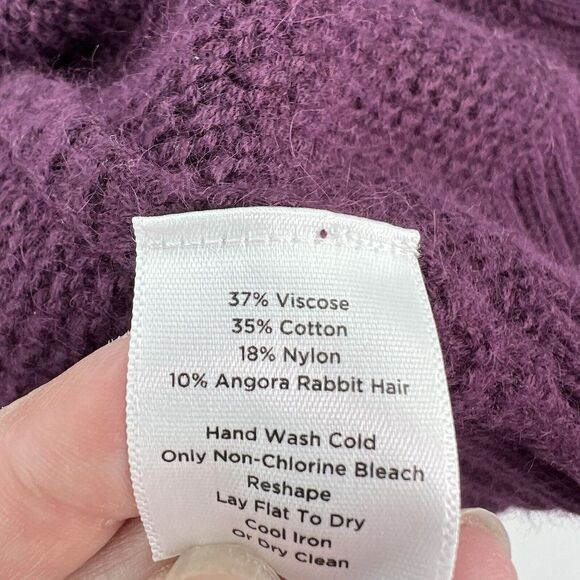 37% Viscose
35% Cotton
18% Nylon
10% Angora Rabbit Hair
Hand Wash Cold
Only Non-Chlorine Bleach
Reshape
Lay Flat To Dry
Cool Iron
Or Dry Clean